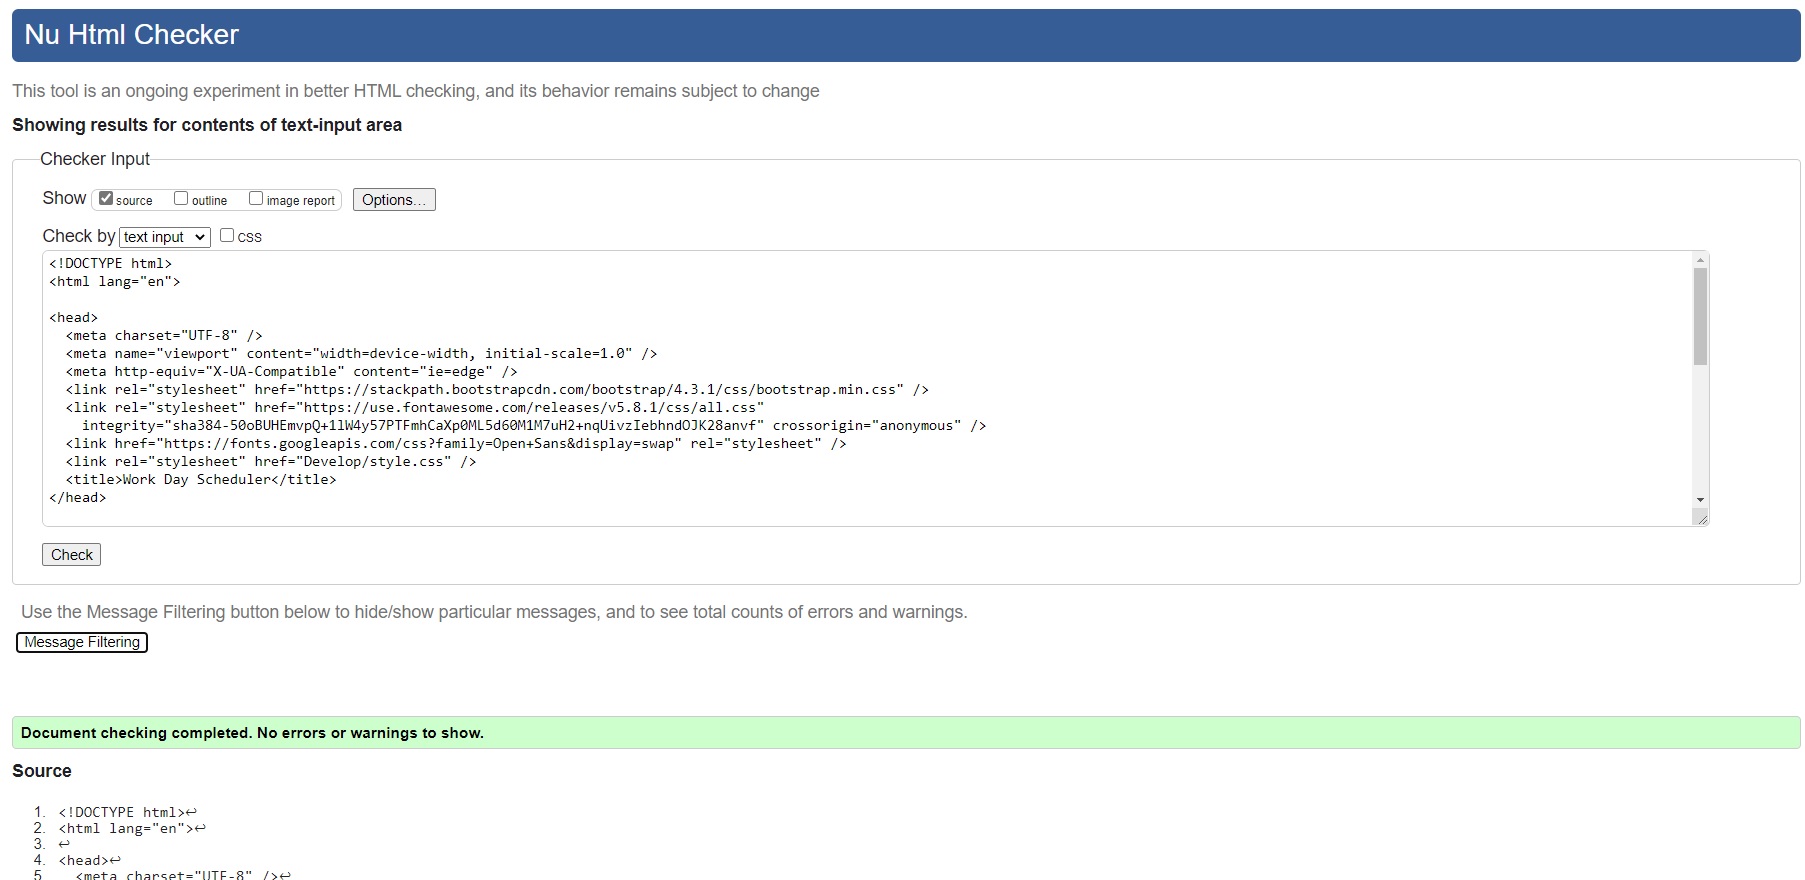 Nu Html Checker
This tool is an ongoing experiment in better HTML checking, and its behavior remains subject to change
Showing results for contents of text-input area
Checker Input
Show source outline image report Options...
Check by text input css
<!DOCTYPE html>
<html lang="en">
<head>
<meta charset="UTF-8" />
<meta name="viewport" content="width=device-width, initial-scale=1.0" />
<meta http-equiv="X-UA-Compatible" content="ie=edge" />
<link rel="stylesheet" href="https://stackpath.bootstrapcdn.com/bootstrap/4.3.1/css/bootstrap.min.css" />
<link rel="stylesheet" href="https://use.fontawesome.com/releases/v5.8.1/css/all.css"
integrity="sha384-50oBUHEmvpQ+1lW4y57PTFmhCaXp0ML5d60M1M7uH2+nqUivzIebhndOJK28anvf" crossorigin="anonymous" />
<link href="https://fonts.googleapis.com/css?family=Open+Sans&display=swap" rel="stylesheet" />
<link rel="stylesheet" href="Develop/style.css" />
<title>Work Day Scheduler</title>
</head>
Check
Use the Message Filtering button below to hide/show particular messages, and to see total counts of errors and warnings.
Message Filtering
Document checking completed. No errors or warnings to show.
Source
1. <!DOCTYPE html>↩
2. <html lang="en">↩
3. ↩
4. <head>↩
5. <meta charset="UTF-8" />↩